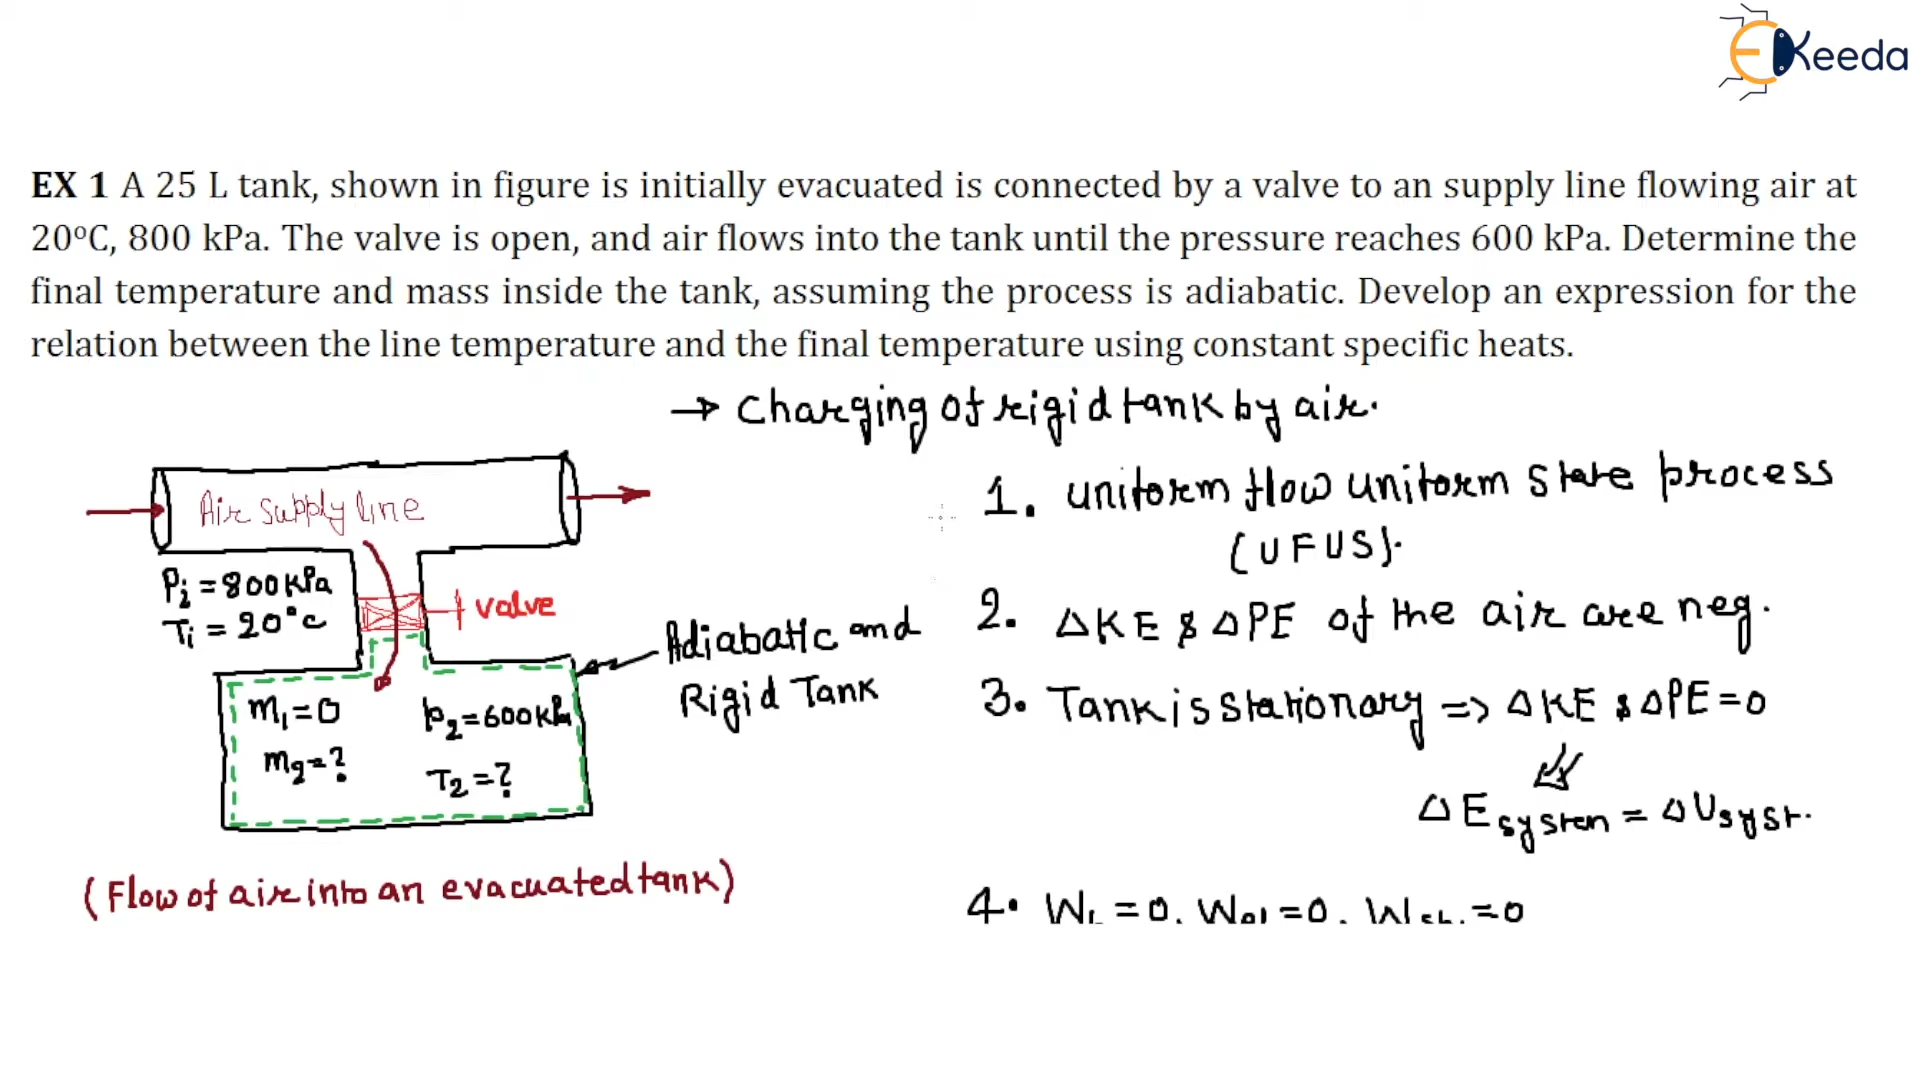 EKeeda
EX 1 A 25 L tank, shown in figure is initially evacuated is connected by a valve to an supply line flowing air at
20°C, 800 kPa. The valve is open, and air flows into the tank until the pressure reaches 600 kPa. Determine the
final temperature and mass inside the tank, assuming the process is adiabatic. Develop an expression for the
relation between the line temperature and the final temperature using constant specific heats.
→ Charging of rigid tank by air.
Air supply line
Pi = 800 kPa
Ti = 20°C
valve
Adiabatic and
Rigid Tank
m₁=0
p₂=600kPa
m₂=?
T₂=?
(Flow of air into an evacuated tank)
1. uniform flow uniform state process
(UFUS).
2. ΔKE & ΔPE of the air are neg.
3. Tank is stationary => ΔKE & ΔPE = 0
ΔE system = ΔU syst.
4. W =0, W =0, W =0